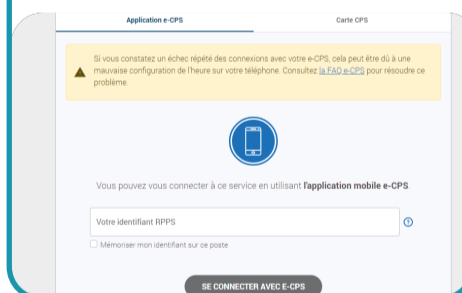 Application e-CPS
Carte CPS
Si vous constatez un échec répété des connexions avec votre e-CPS, cela peut être dû à une
mauvaise configuration de l'heure sur votre téléphone. Consultez la FAQ e-CPS pour résoudre ce
problème.
Vous pouvez vous connecter à ce service en utilisant l'application mobile e-CPS.
Votre identifiant RPPS
Mémoriser mon identifiant sur ce poste
SE CONNECTER AVEC E-CPS